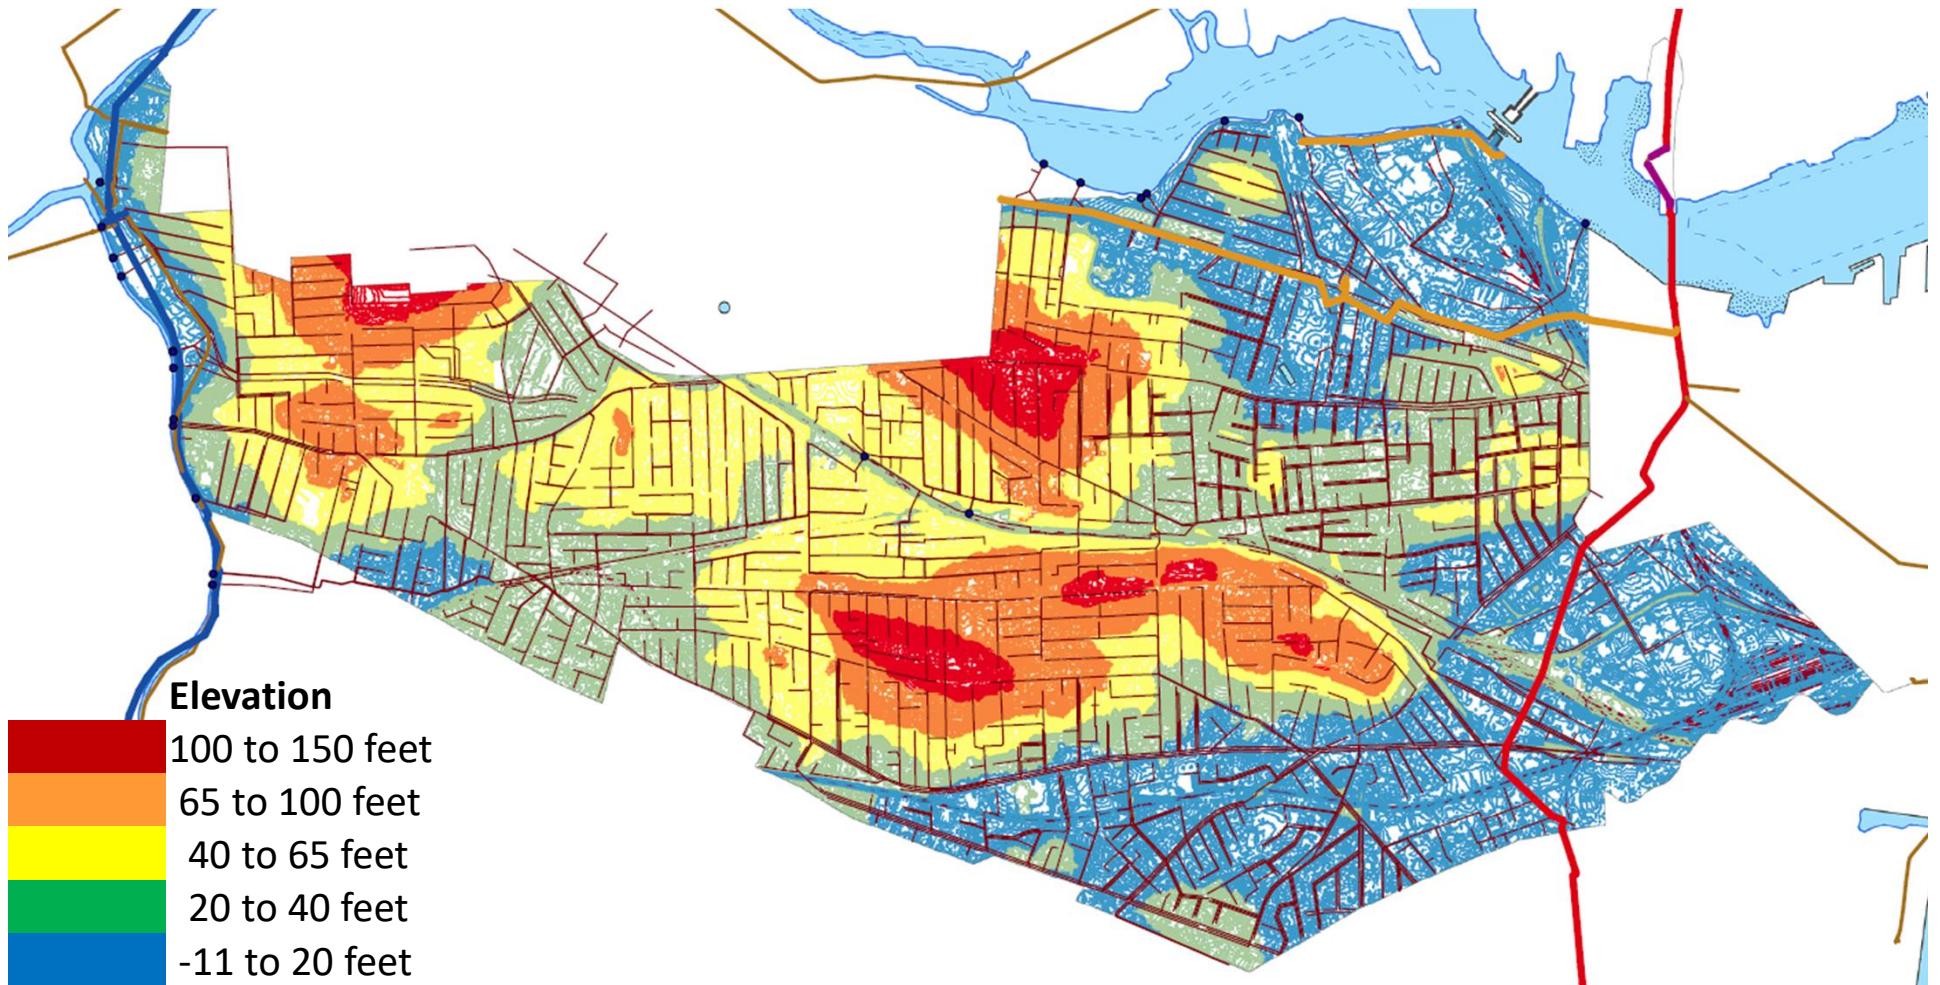 Elevation
100 to 150 feet
65 to 100 feet
40 to 65 feet
20 to 40 feet
-11 to 20 feet